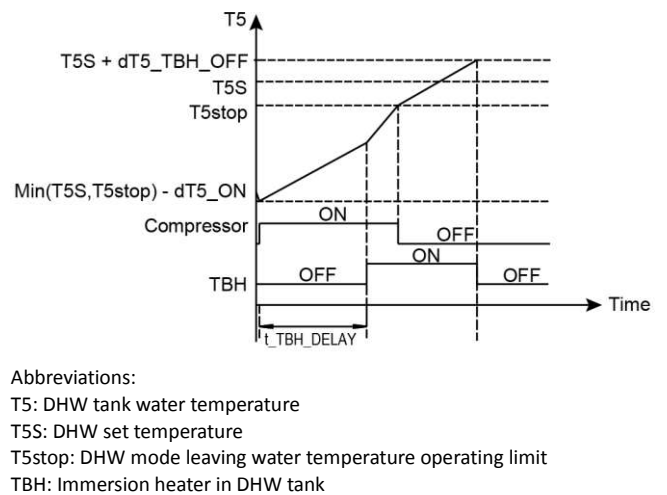 T5
T5S + dT5_TBH_OFF
T5S
T5stop
Min(T5S,T5stop) - dT5_ON
Compressor
ON
OFF
TBH
OFF
ON
OFF
Time
t_TBH_DELAY
Abbreviations:
T5: DHW tank water temperature
T5S: DHW set temperature
T5stop: DHW mode leaving water temperature operating limit
TBH: Immersion heater in DHW tank